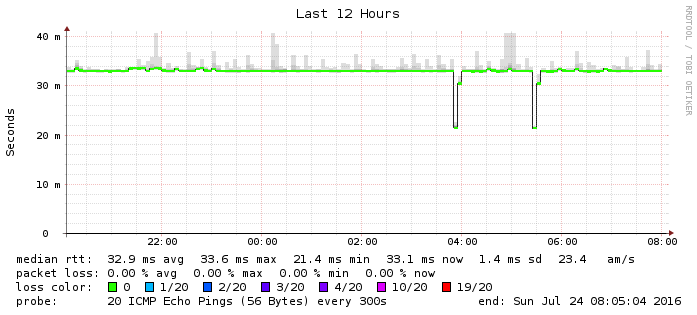 Last 12 Hours
RRDTOOL / TOBI OETIKER
Seconds
40 m
30 m
20 m
10 m
0
22:00 00:00 02:00 04:00 06:00 08:00
median rtt: 32.9 ms avg 33.6 ms max 21.4 ms min 33.1 ms now 1.4 ms sd 23.4 am/s
packet loss: 0.00 % avg 0.00 % max 0.00 % min 0.00 % now
loss color: 0 1/20 2/20 3/20 4/20 10/20 19/20
probe: 20 ICMP Echo Pings (56 Bytes) every 300s end: Sun Jul 24 08:05:04 2016